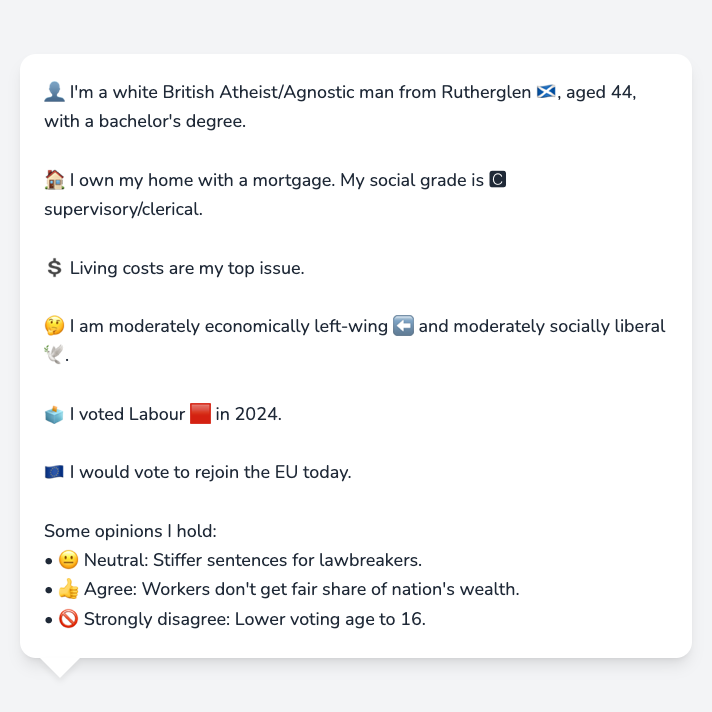 👤 I'm a white British Atheist/Agnostic man from Rutherglen 🏴󠁧󠁢󠁳󠁣󠁴󠁿, aged 44,
with a bachelor's degree.
🏠 I own my home with a mortgage. My social grade is 🅲
supervisory/clerical.
💲 Living costs are my top issue.
🤔 I am moderately economically left-wing ⬅️ and moderately socially liberal
🕊️.
🗳️ I voted Labour 🟥 in 2024.
🇪🇺 I would vote to rejoin the EU today.
Some opinions I hold:
• 😐 Neutral: Stiffer sentences for lawbreakers.
• 👍 Agree: Workers don't get fair share of nation's wealth.
• 🚫 Strongly disagree: Lower voting age to 16.